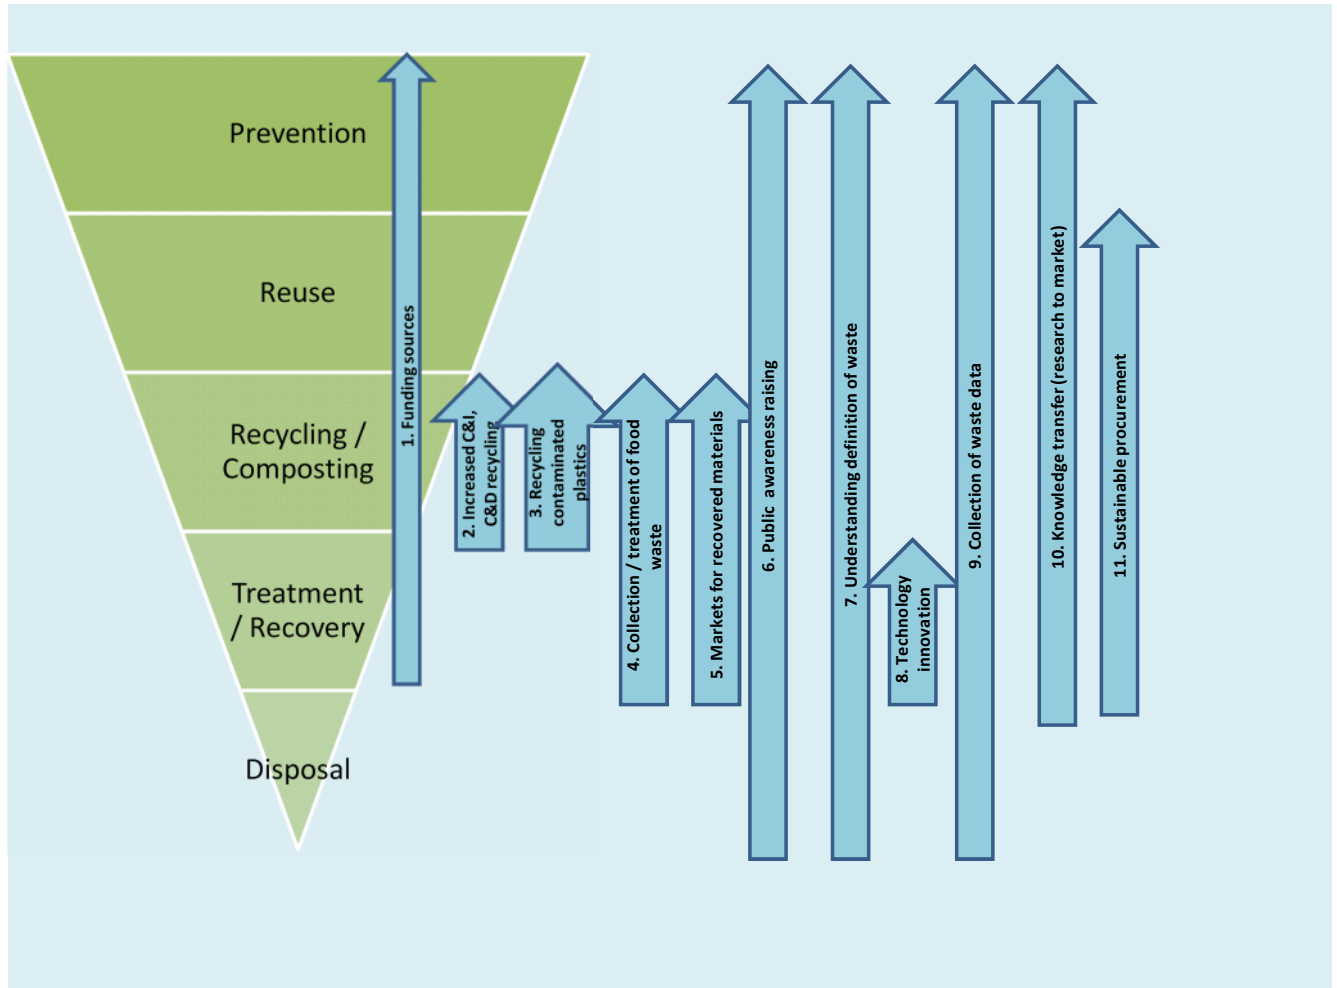 Prevention
Reuse
Recycling /
Composting
Treatment
/ Recovery
Disposal
1. Funding sources
2. Increased C&I,
C&D recycling
3. Recycling
contaminated
plastics
4. Collection / treatment of food
waste
5. Markets for recovered materials
6. Public awareness raising
7. Understanding definition of waste
8. Technology
innovation
9. Collection of waste data
10. Knowledge transfer (research to market)
11. Sustainable procurement